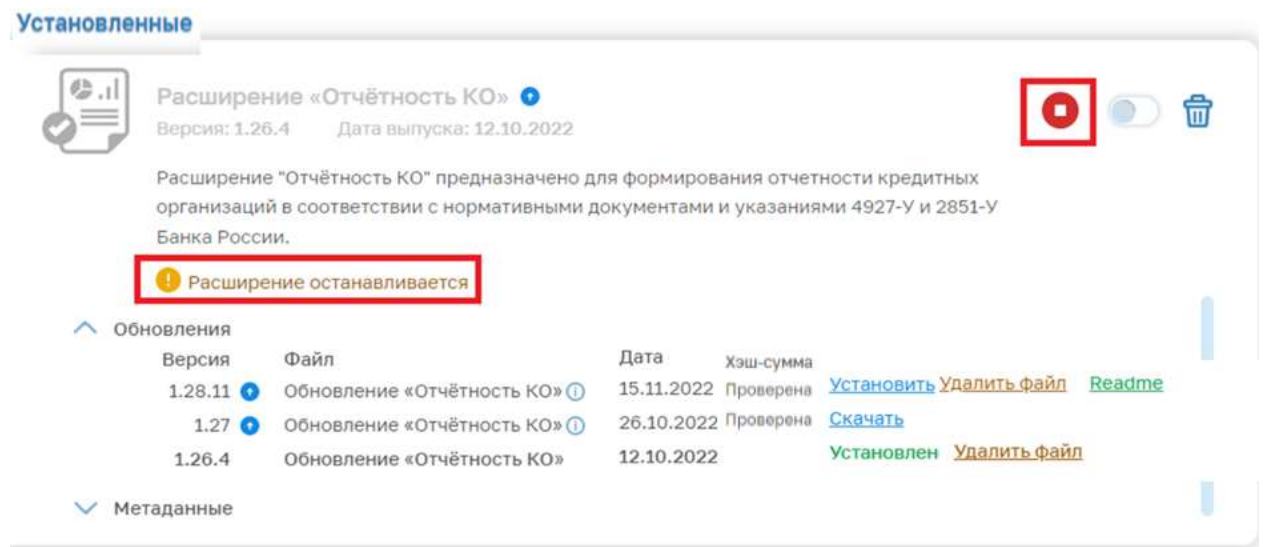 Установленные
Расширение «Отчётность КО»
Версия: 1.26.4 Дата выпуска: 12.10.2022
Расширение "Отчётность КО" предназначено для формирования отчетности кредитных
организаций в соответствии с нормативными документами и указаниями 4927-У и 2851-У
Банка России.
Расширение останавливается
Обновления
Версия Файл Дата Хэш-сумма
1.28.11 Обновление «Отчётность КО» 15.11.2022 Проверена Установить Удалить файл Readme
1.27 Обновление «Отчётность КО» 26.10.2022 Проверена Скачать
1.26.4 Обновление «Отчётность КО» 12.10.2022 Установлен Удалить файл
Метаданные